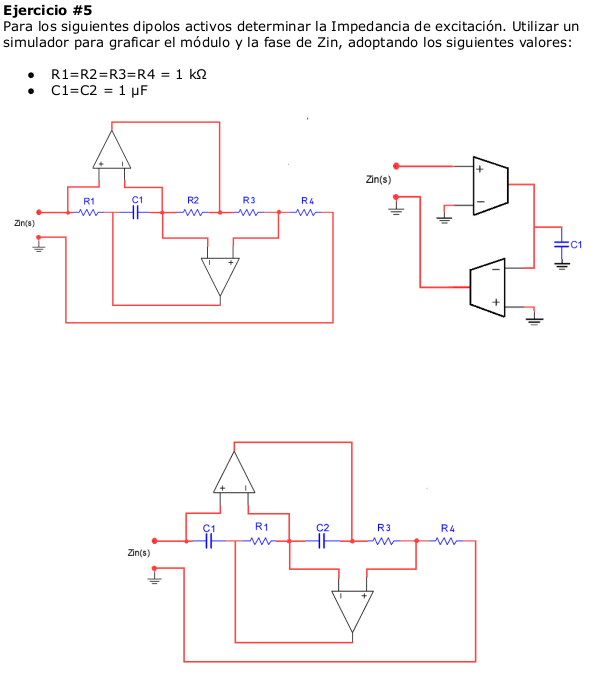 Ejercicio #5
Para los siguientes dipolos activos determinar la Impedancia de excitación. Utilizar un
simulador para graficar el módulo y la fase de Zin, adoptando los siguientes valores:
• R1=R2=R3=R4 = 1 kΩ
• C1=C2 = 1 µF
+ −
R1 C1 R2 R3 R4
Zin(s)
− +
+
Zin(s)
−
C1
−
+
+ −
C1 R1 C2 R3 R4
Zin(s)
− +